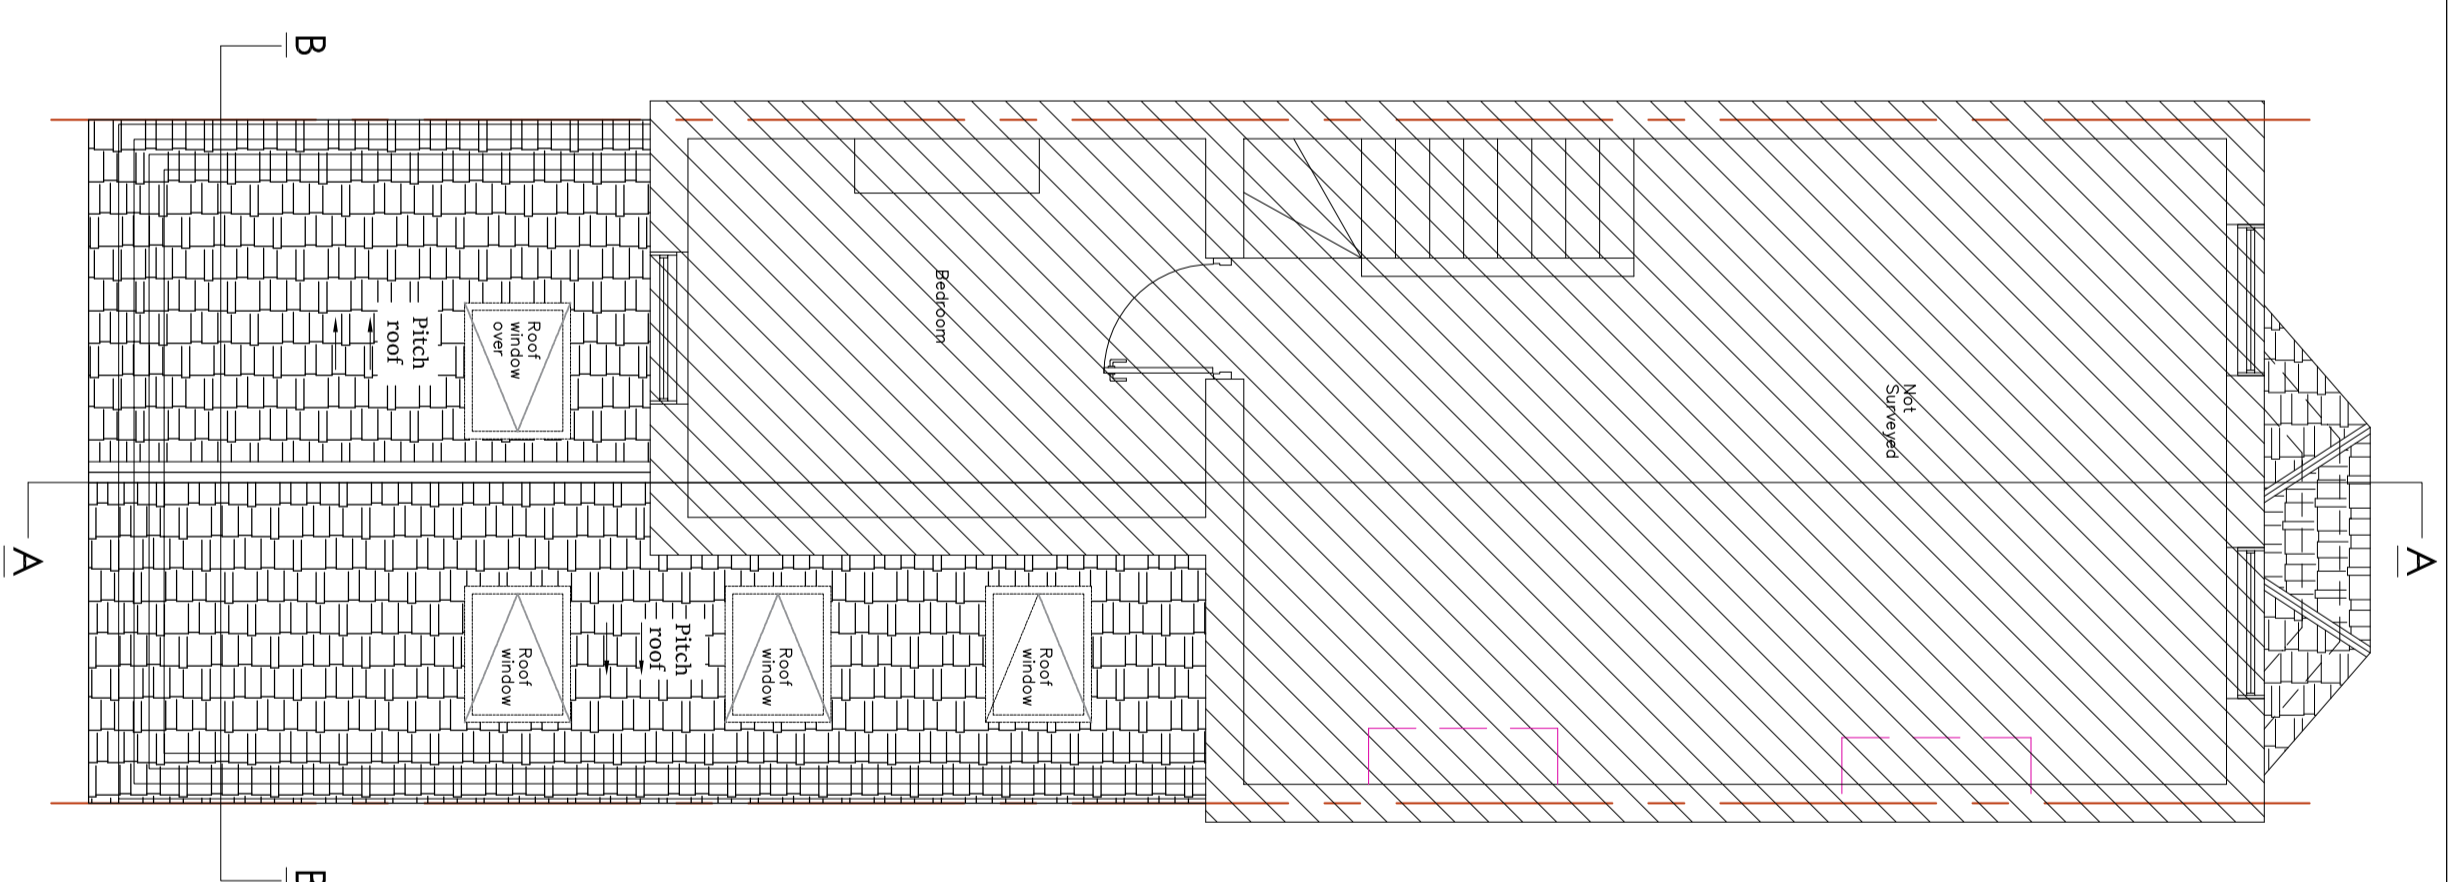 B
Pitch
roof
Roof
window
over
Bedroom
Not
Surveyed
A
A
Roof
window
Pitch
roof
Roof
window
Roof
window